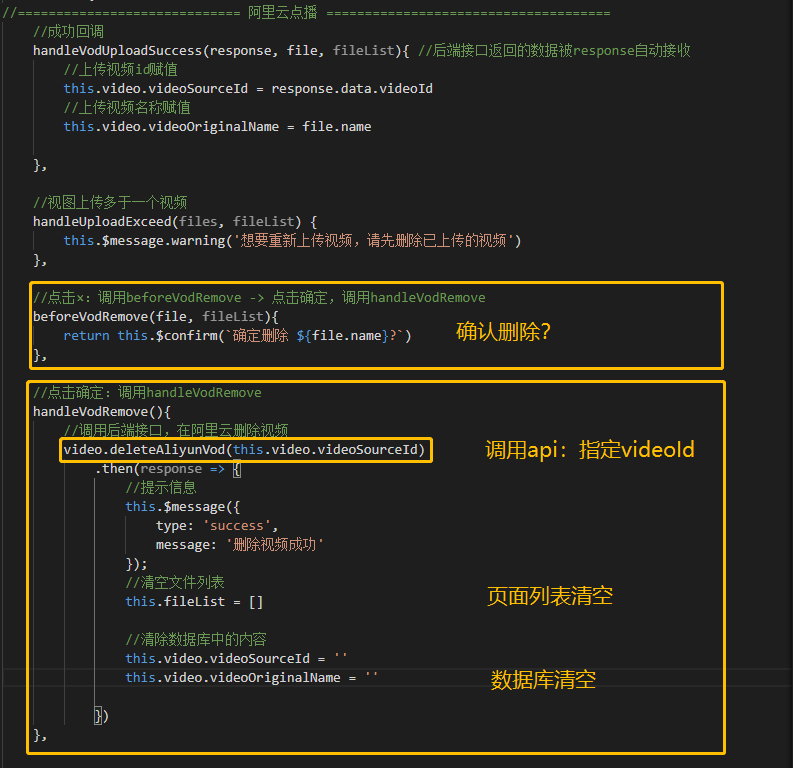 //============================= 阿里云点播 =====================================
//成功回调
handleVodUploadSuccess(response, file, fileList){ //后端接口返回的数据被response自动接收
//上传视频id赋值
this.video.videoSourceId = response.data.videoId
//上传视频名称赋值
this.video.videoOriginalName = file.name
},
//视图上传多于一个视频
handleUploadExceed(files, fileList) {
this.$message.warning('想要重新上传视频，请先删除已上传的视频')
},
//点击×：调用beforeVodRemove -> 点击确定，调用handleVodRemove
beforeVodRemove(file, fileList){
return this.$confirm(`确定删除 ${file.name}?`)
确认删除？
},
//点击确定：调用handleVodRemove
handleVodRemove(){
//调用后端接口，在阿里云删除视频
video.deleteAliyunVod(this.video.videoSourceId)
调用api：指定videoId
.then(response => {
//提示信息
this.$message({
type: 'success',
message: '删除视频成功'
});
//清空文件列表
this.fileList = []
页面列表清空
//清除数据库中的内容
this.video.videoSourceId = ''
this.video.videoOriginalName = ''
数据库清空
})
},